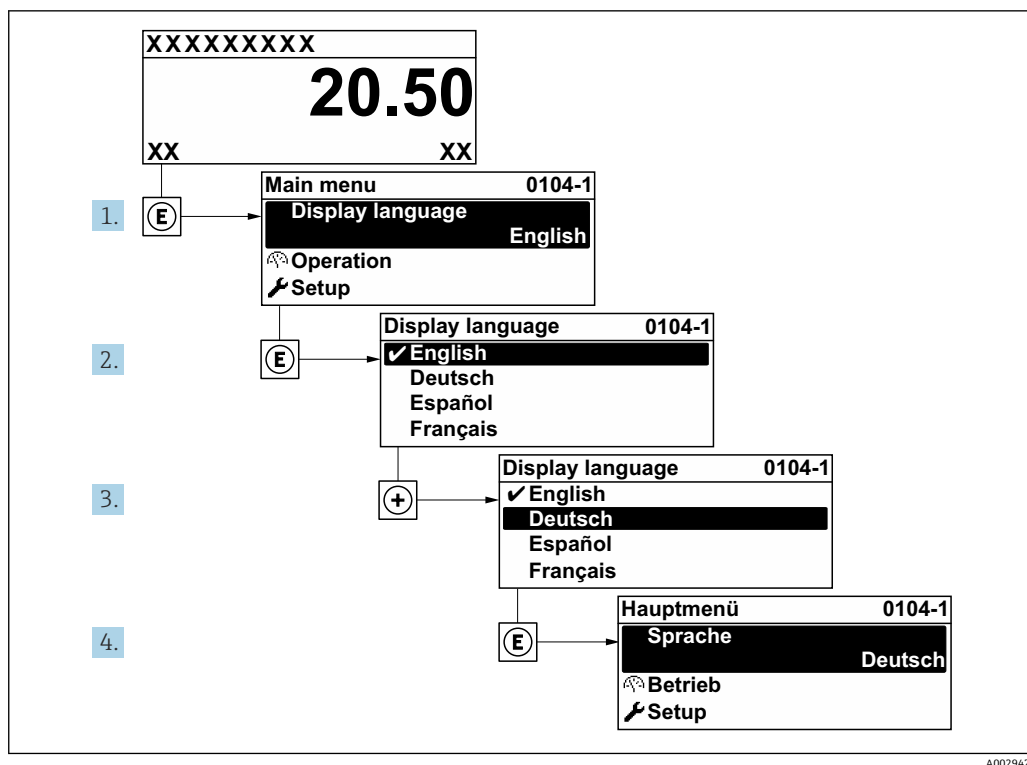 XXXXXXXXX
20.50
XX XX
1. E
Main menu 0104-1
Display language
English
Operation
Setup
2. E
Display language 0104-1
✔English
Deutsch
Español
Français
3. +
Display language 0104-1
✔English
Deutsch
Español
Français
4. E
Hauptmenü 0104-1
Sprache
Deutsch
Betrieb
Setup